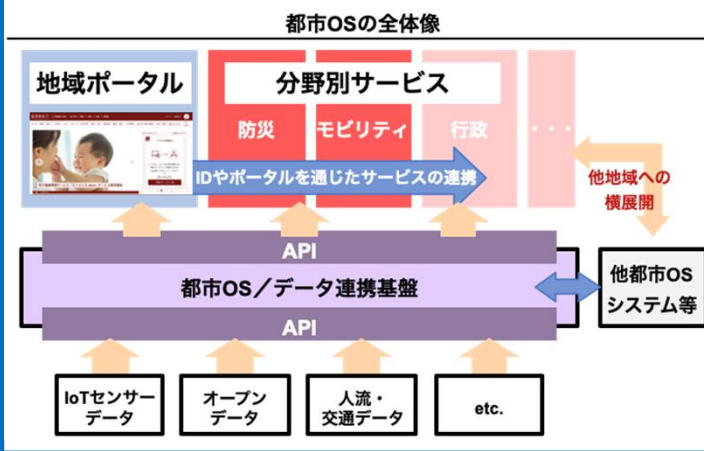 都市OSの全体像
地域ポータル
分野別サービス
防災
モビリティ
行政
・・・
IDやポータルを通じたサービスの連携
他地域への
横展開
API
都市OS／データ連携基盤
API
他都市OS
システム等
IoTセンサー
データ
オープン
データ
人流・
交通データ
etc.